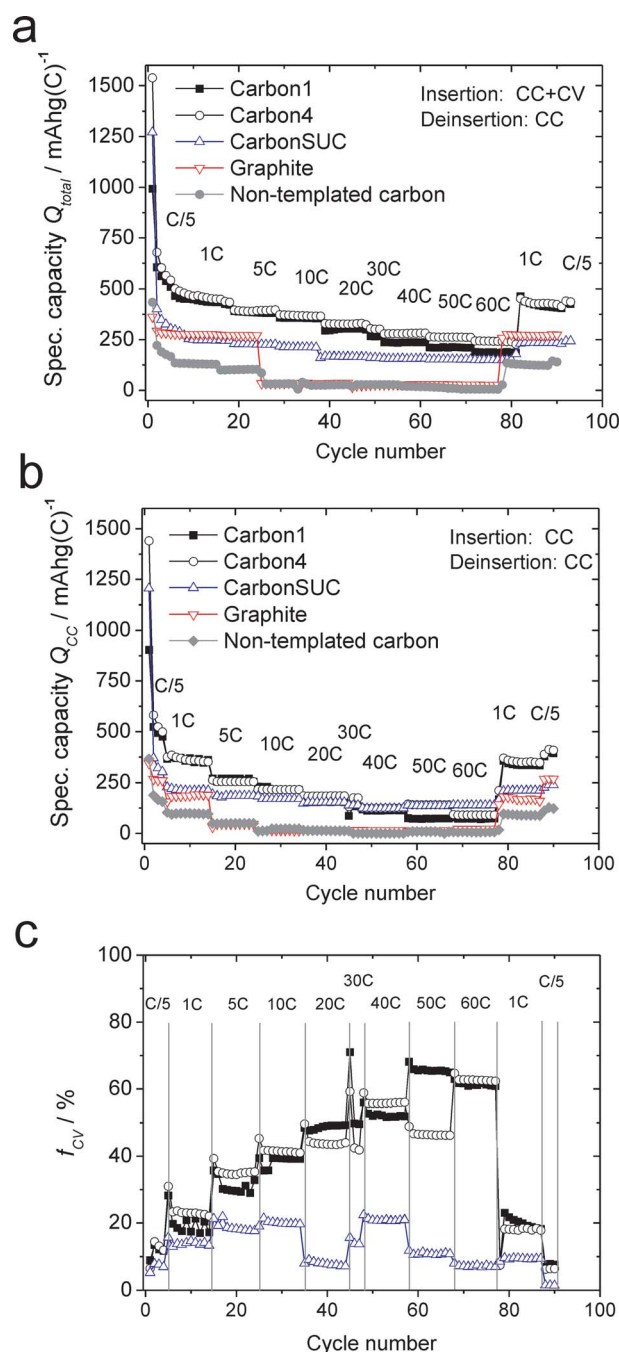 a
Spec. capacity Q_total / mAhg(C)^-1
1500
1250
1000
750
500
250
0
Carbon1
Carbon4
CarbonSUC
Graphite
Non-templated carbon
Insertion: CC+CV
Deinsertion: CC
C/5
1C
5C
10C
20C
30C
40C
50C
60C
1C
C/5
0 20 40 60 80 100
Cycle number
b
Spec. capacity Q_CC / mAhg(C)^-1
1500
1250
1000
750
500
250
0
Carbon1
Carbon4
CarbonSUC
Graphite
Non-templated carbon
Insertion: CC
Deinsertion: CC
C/5
1C
5C
10C
20C
30C
40C
50C
60C
1C
C/5
0 20 40 60 80 100
Cycle number
c
f_CV / %
100
80
60
40
20
0
C/5
1C
5C
10C
20C
30C
40C
50C
60C
1C
C/5
0 20 40 60 80 100
Cycle number